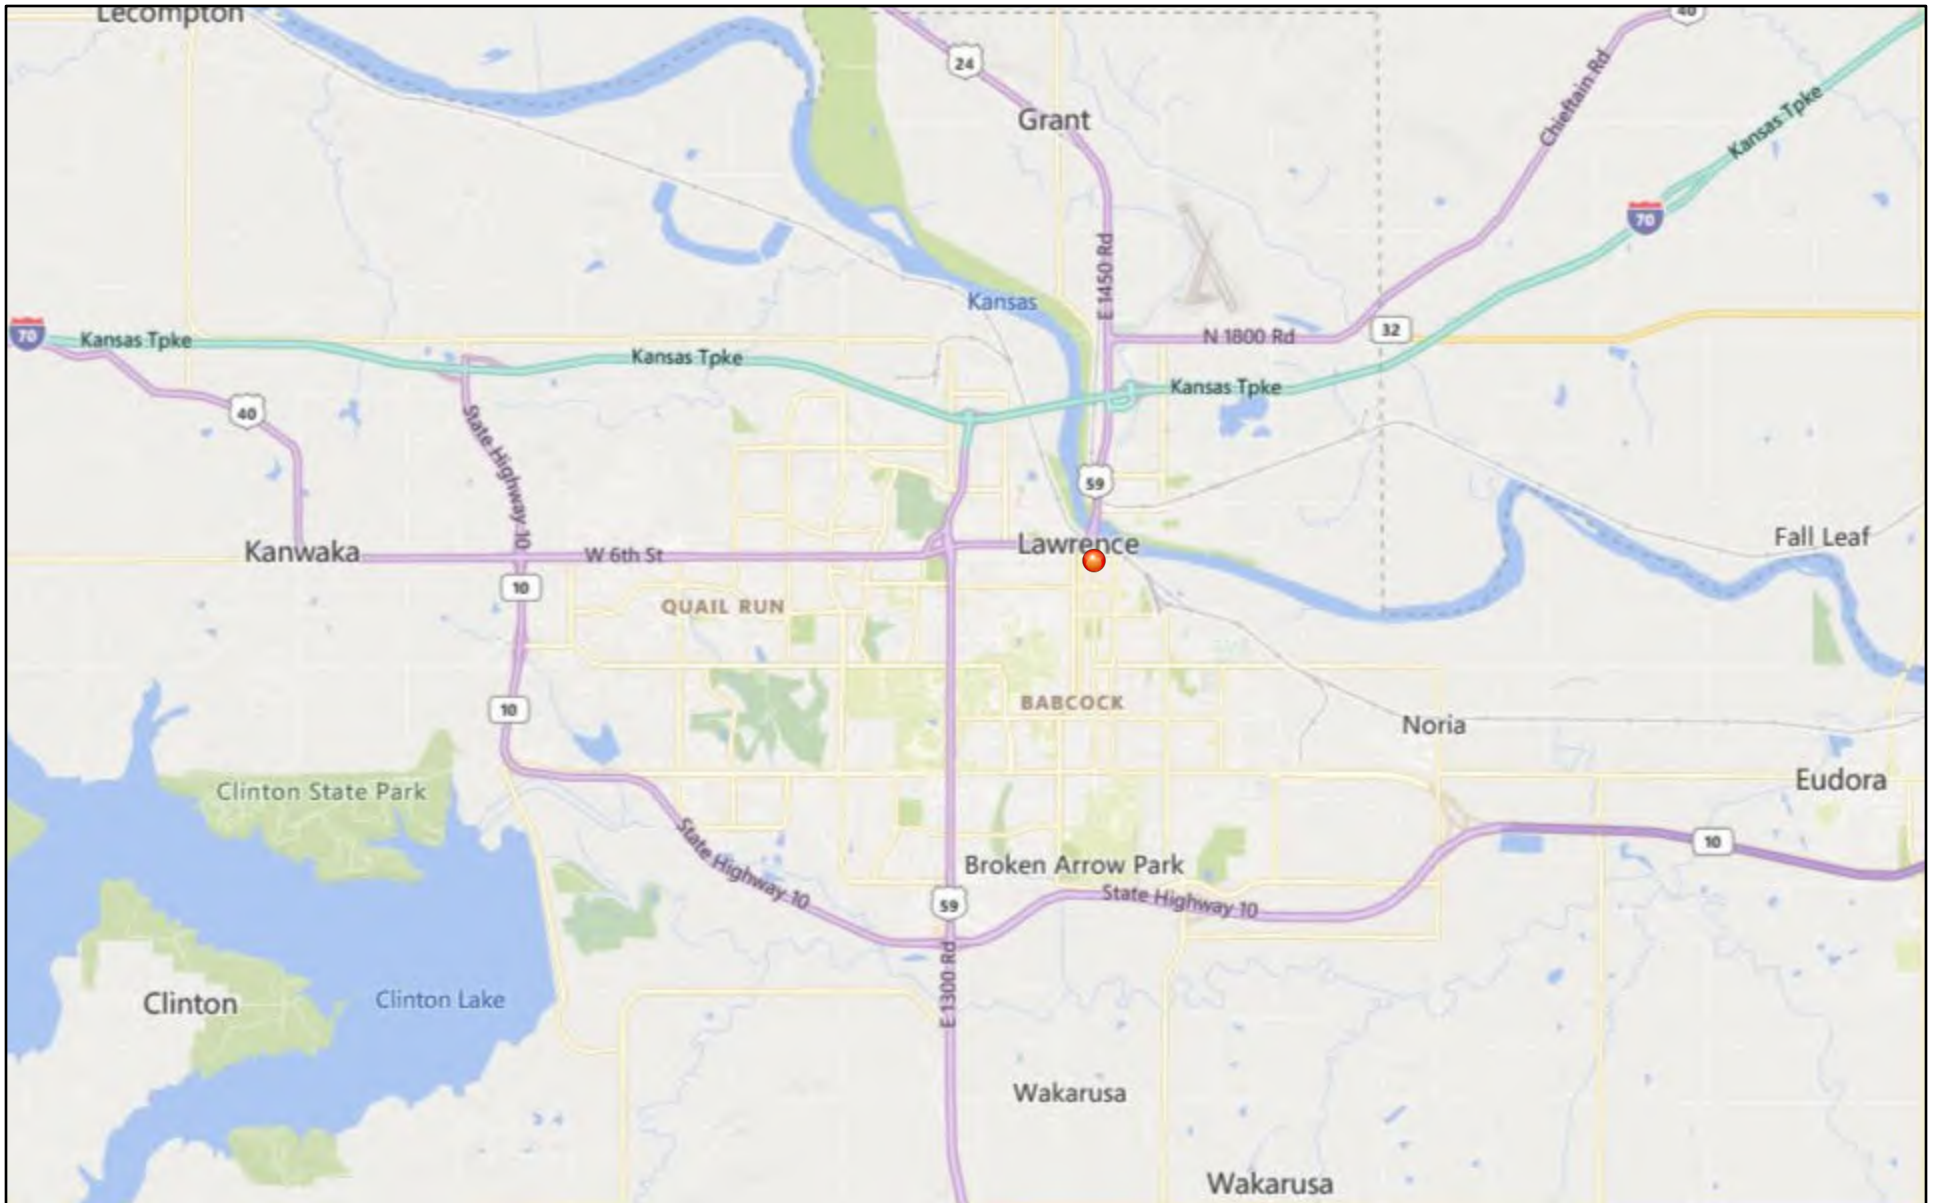 Lecompton
40
24
Chieftain Rd
Kansas Tpke
Grant
70
E 1450 Rd
Kansas
70
Kansas Tpke
Kansas Tpke
N 1800 Rd
32
Kansas Tpke
40
State Highway 10
59
Kanwaka
W 6th St
Lawrence
Fall Leaf
10
QUAIL RUN
10
BABCOCK
Noria
Clinton State Park
Eudora
State Highway 10
10
Broken Arrow Park
59
State Highway 10
E 1300 Rd
Clinton
Clinton Lake
Wakarusa
Wakarusa